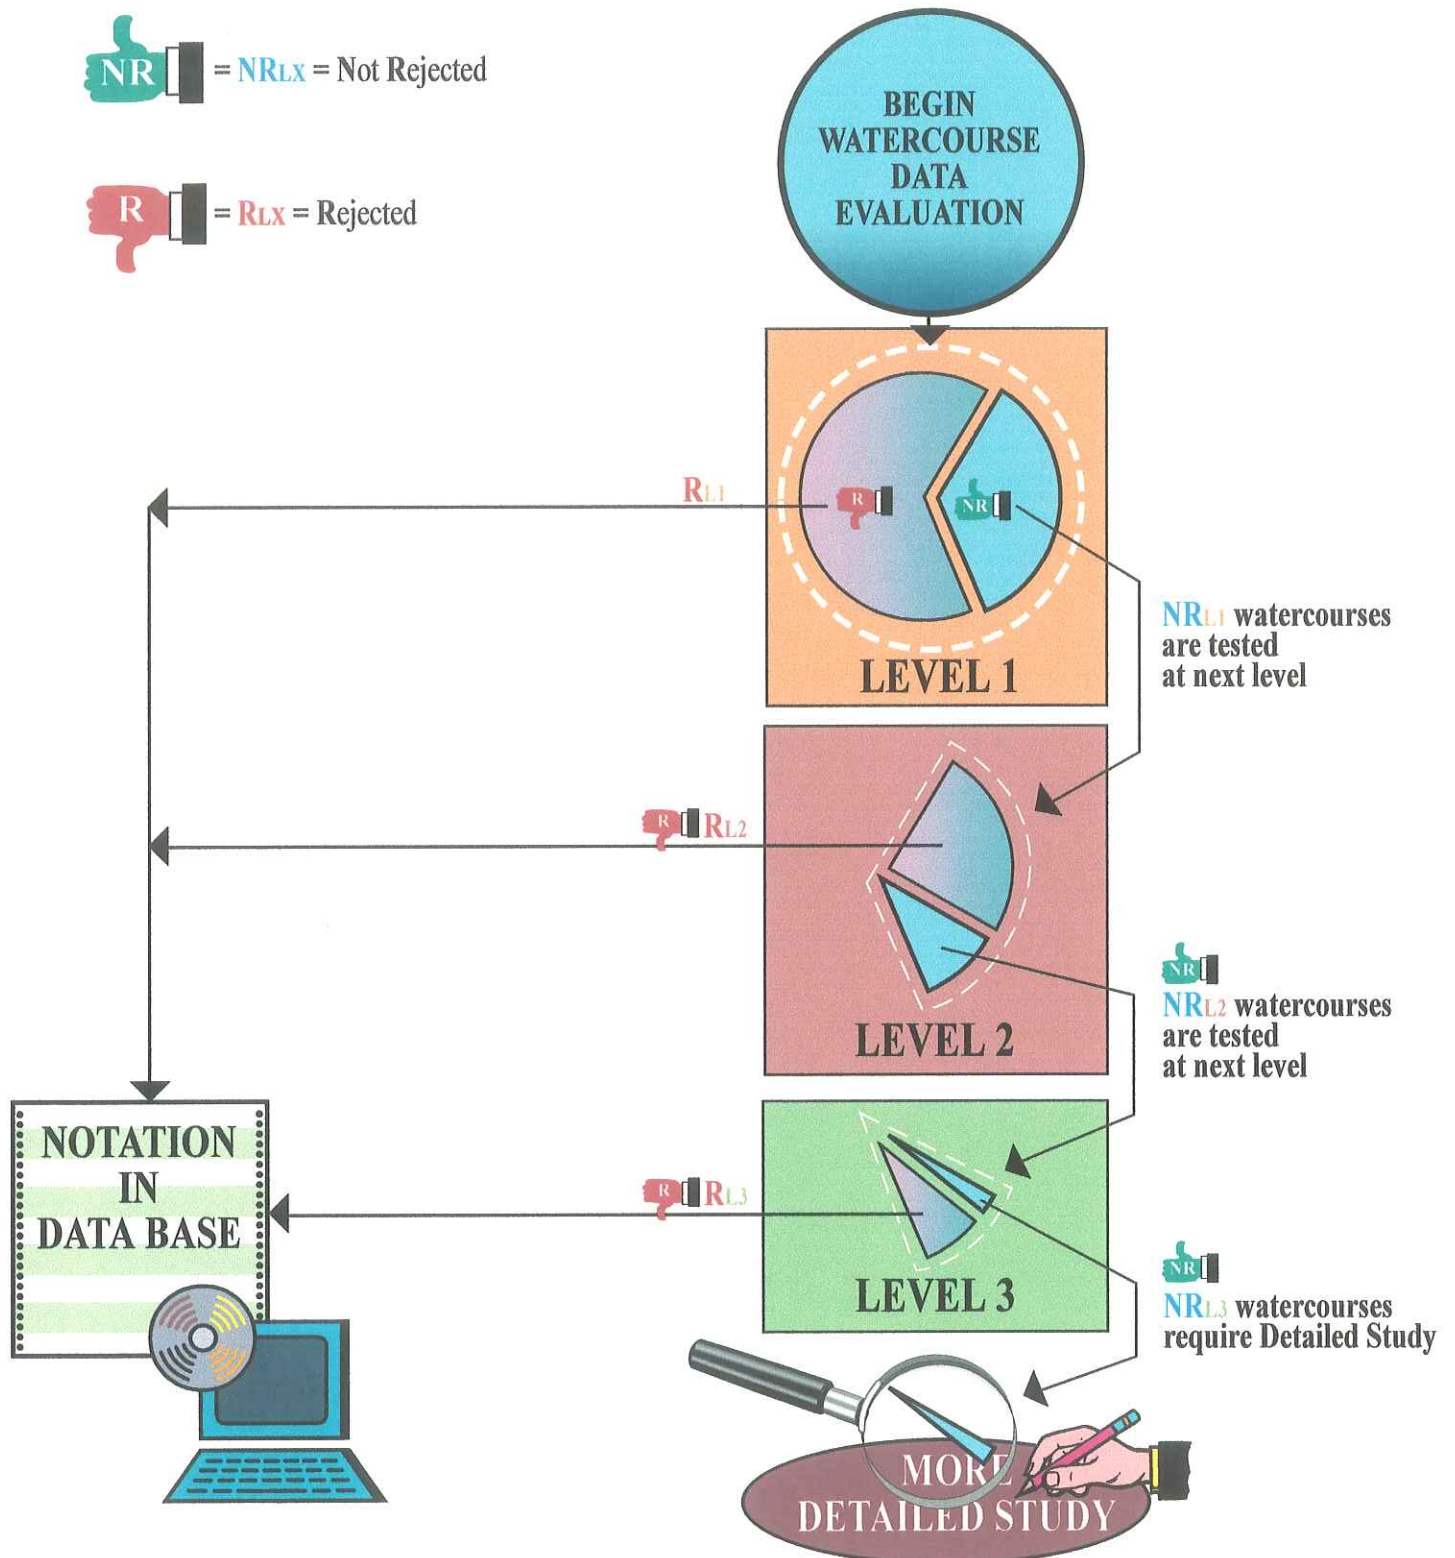 NR = NRLX = Not Rejected
R = RLX = Rejected
BEGIN
WATERCOURSE
DATA
EVALUATION
RL1
R
NR
LEVEL 1
NRL1 watercourses
are tested
at next level
R RL2
LEVEL 2
NR
NRL2 watercourses
are tested
at next level
NOTATION
IN
DATA BASE
R RL3
LEVEL 3
NR
NRL3 watercourses
require Detailed Study
MORE
DETAILED STUDY